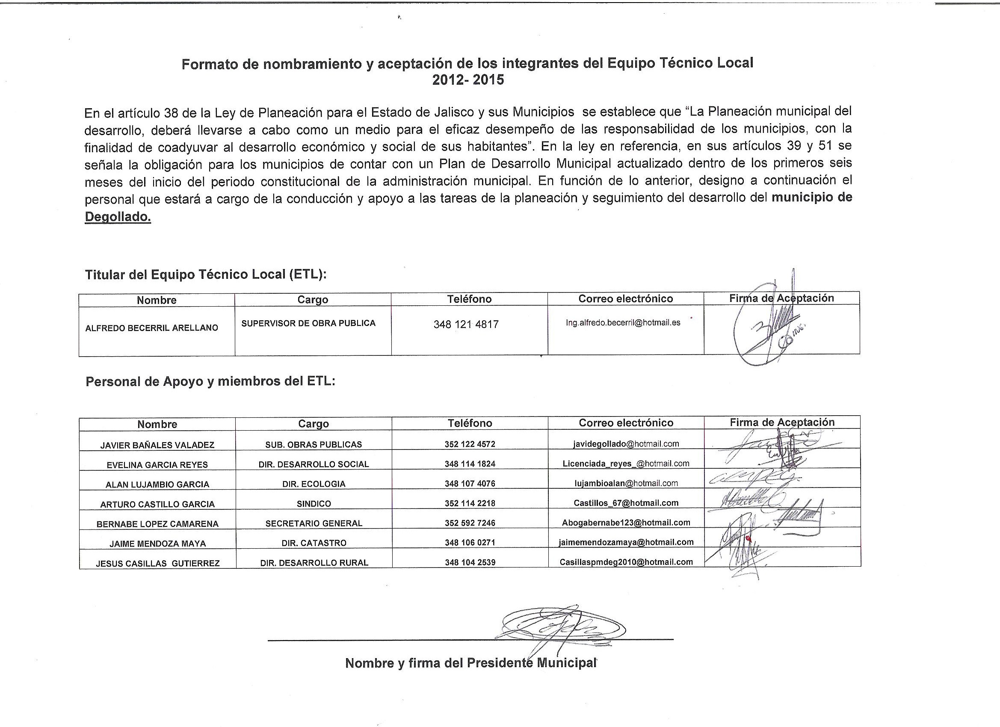 Formato de nombramiento y aceptación de los integrantes del Equipo Técnico Local
2012- 2015
En el artículo 38 de la Ley de Planeación para el Estado de Jalisco y sus Municipios se establece que “La Planeación municipal del
desarrollo, deberá llevarse a cabo como un medio para el eficaz desempeño de las responsabilidad de los municipios, con la
finalidad de coadyuvar al desarrollo económico y social de sus habitantes”. En la ley en referencia, en sus artículos 39 y 51 se
señala la obligación para los municipios de contar con un Plan de Desarrollo Municipal actualizado dentro de los primeros seis
meses del inicio del periodo constitucional de la administración municipal. En función de lo anterior, designo a continuación el
personal que estará a cargo de la conducción y apoyo a las tareas de la planeación y seguimiento del desarrollo del municipio de
Degollado.
Titular del Equipo Técnico Local (ETL):
Nombre Cargo Teléfono Correo electrónico Firma de Aceptación
ALFREDO BECERRIL ARELLANO SUPERVISOR DE OBRA PUBLICA 348 121 4817 Ing.alfredo.becerril@hotmail.es
Personal de Apoyo y miembros del ETL:
Nombre Cargo Teléfono Correo electrónico Firma de Aceptación
JAVIER BAÑALES VALADEZ SUB. OBRAS PUBLICAS 352 122 4572 javidegollado@hotmail.com
EVELINA GARCIA REYES DIR. DESARROLLO SOCIAL 348 114 1824 Licenciada_reyes_@hotmail.com
ALAN LUJAMBIO GARCIA DIR. ECOLOGIA 348 107 4076 lujambioalan@hotmail.com
ARTURO CASTILLO GARCIA SINDICO 352 114 2218 Castillos_67@hotmail.com
BERNABE LOPEZ CAMARENA SECRETARIO GENERAL 352 592 7246 Abogabernabe123@hotmail.com
JAIME MENDOZA MAYA DIR. CATASTRO 348 106 0271 jaimemendozamaya@hotmail.com
JESUS CASILLAS GUTIERREZ DIR. DESARROLLO RURAL 348 104 2539 Casillaspmdeg2010@hotmail.com
Nombre y firma del Presidente Municipal